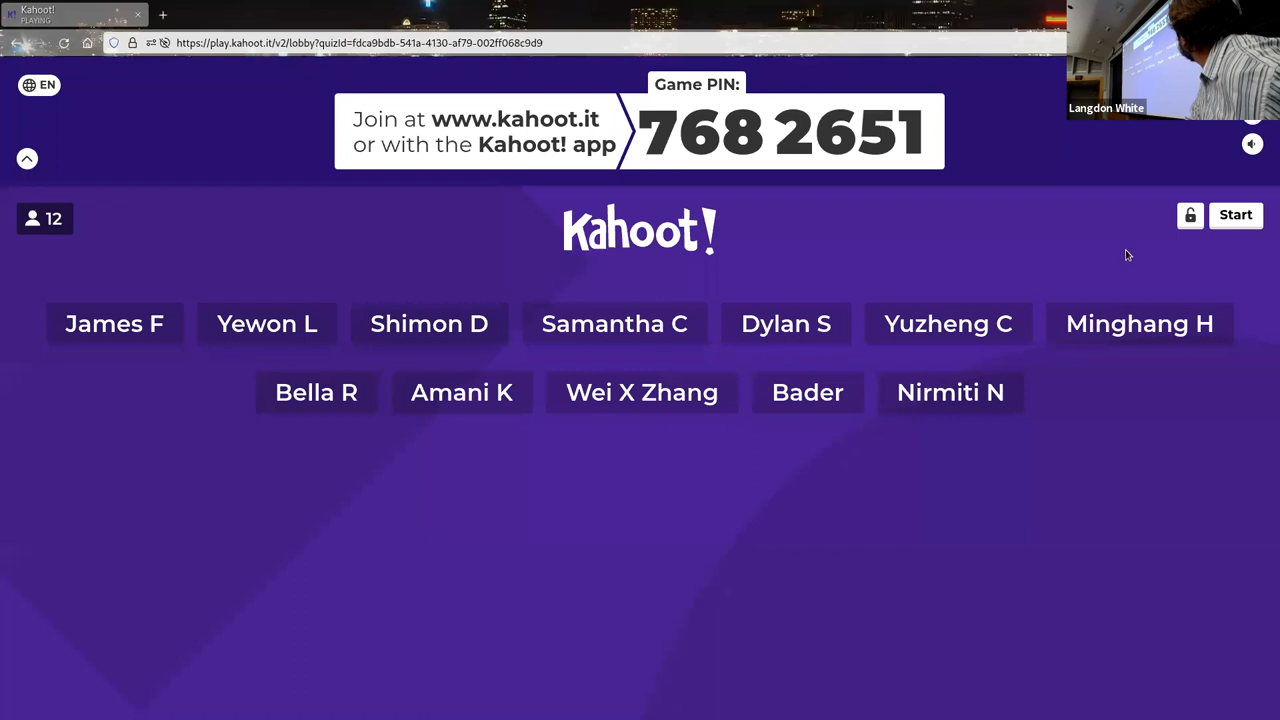 Kahoot!
PLAYING
https://play.kahoot.it/v2/lobby?quizId=fdca9bdb-541a-4130-af79-002ff068c9d9
EN
Game PIN:
Join at www.kahoot.it
or with the Kahoot! app
768 2651
Langdon White
12
Kahoot!
Start
James F
Yewon L
Shimon D
Samantha C
Dylan S
Yuzheng C
Minghang H
Bella R
Amani K
Wei X Zhang
Bader
Nirmiti N